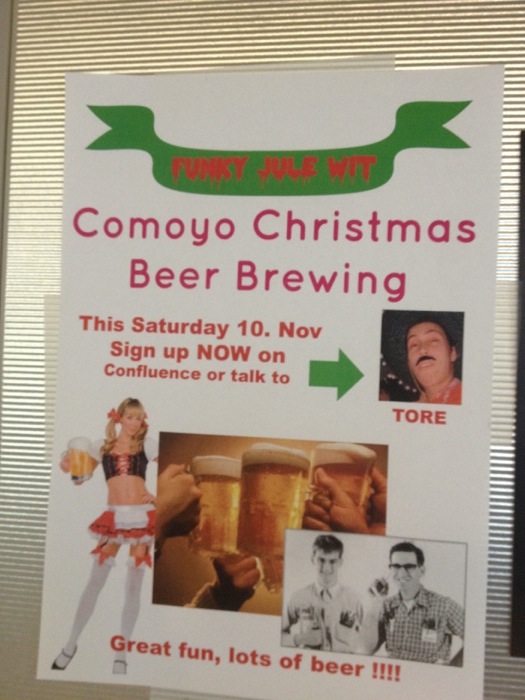 FUNKY JULE WIT
Comoyo Christmas
Beer Brewing
This Saturday 10. Nov
Sign up NOW on
Confluence or talk to
TORE
Great fun, lots of beer !!!!